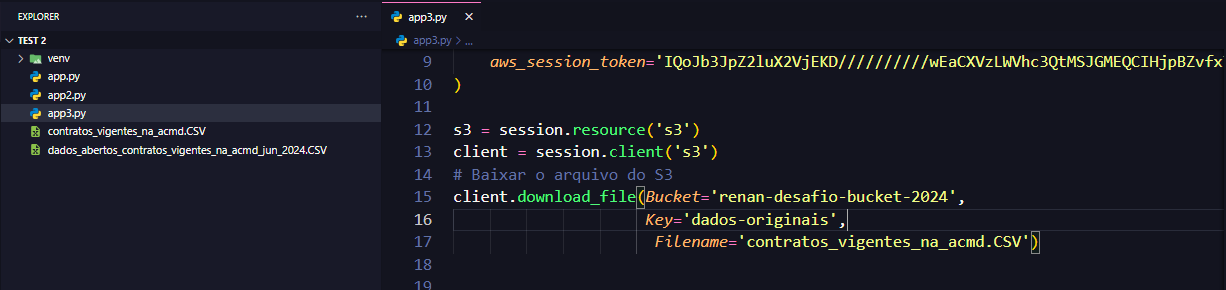 EXPLORER
...
TEST 2
venv
app.py
app2.py
app3.py
contratos_vigentes_na_acmd.CSV
dados_abertos_contratos_vigentes_na_acmd_jun_2024.CSV
app3.py
app3.py > ...
9 aws_session_token='IQoJb3JpZ2luX2VjEKD//////////wEaCXVzLWVhc3QtMSJGMEQCIHjpBZvfx
10 )
11
12 s3 = session.resource('s3')
13 client = session.client('s3')
14 # Baixar o arquivo do S3
15 client.download_file(Bucket='renan-desafio-bucket-2024',
16 Key='dados-originais',
17 Filename='contratos_vigentes_na_acmd.CSV')
18
19